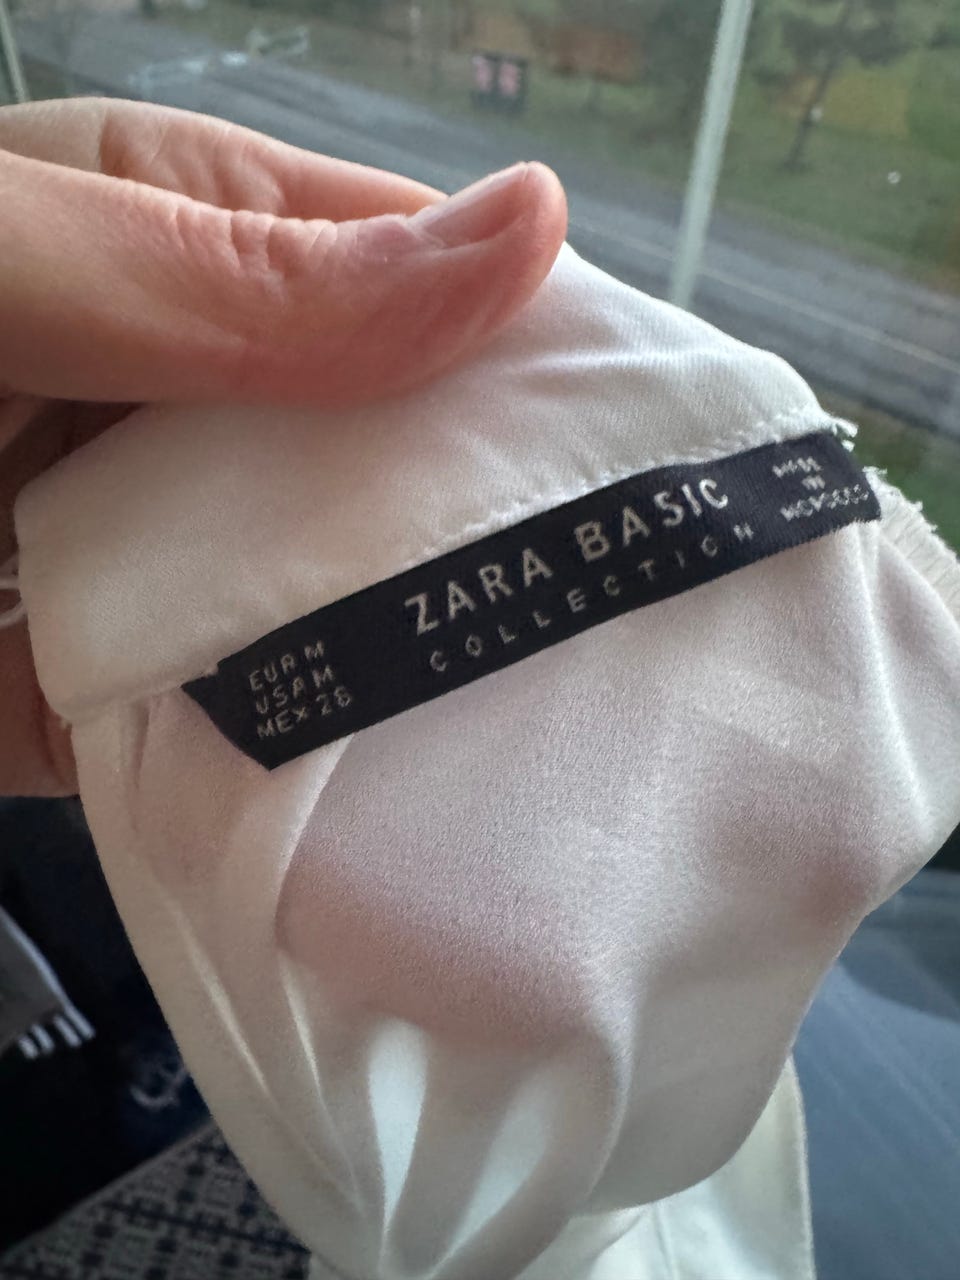 EUR M
USA M
MEX 28
ZARA BASIC
COLLECTION
MADE
IN
MOROCCO